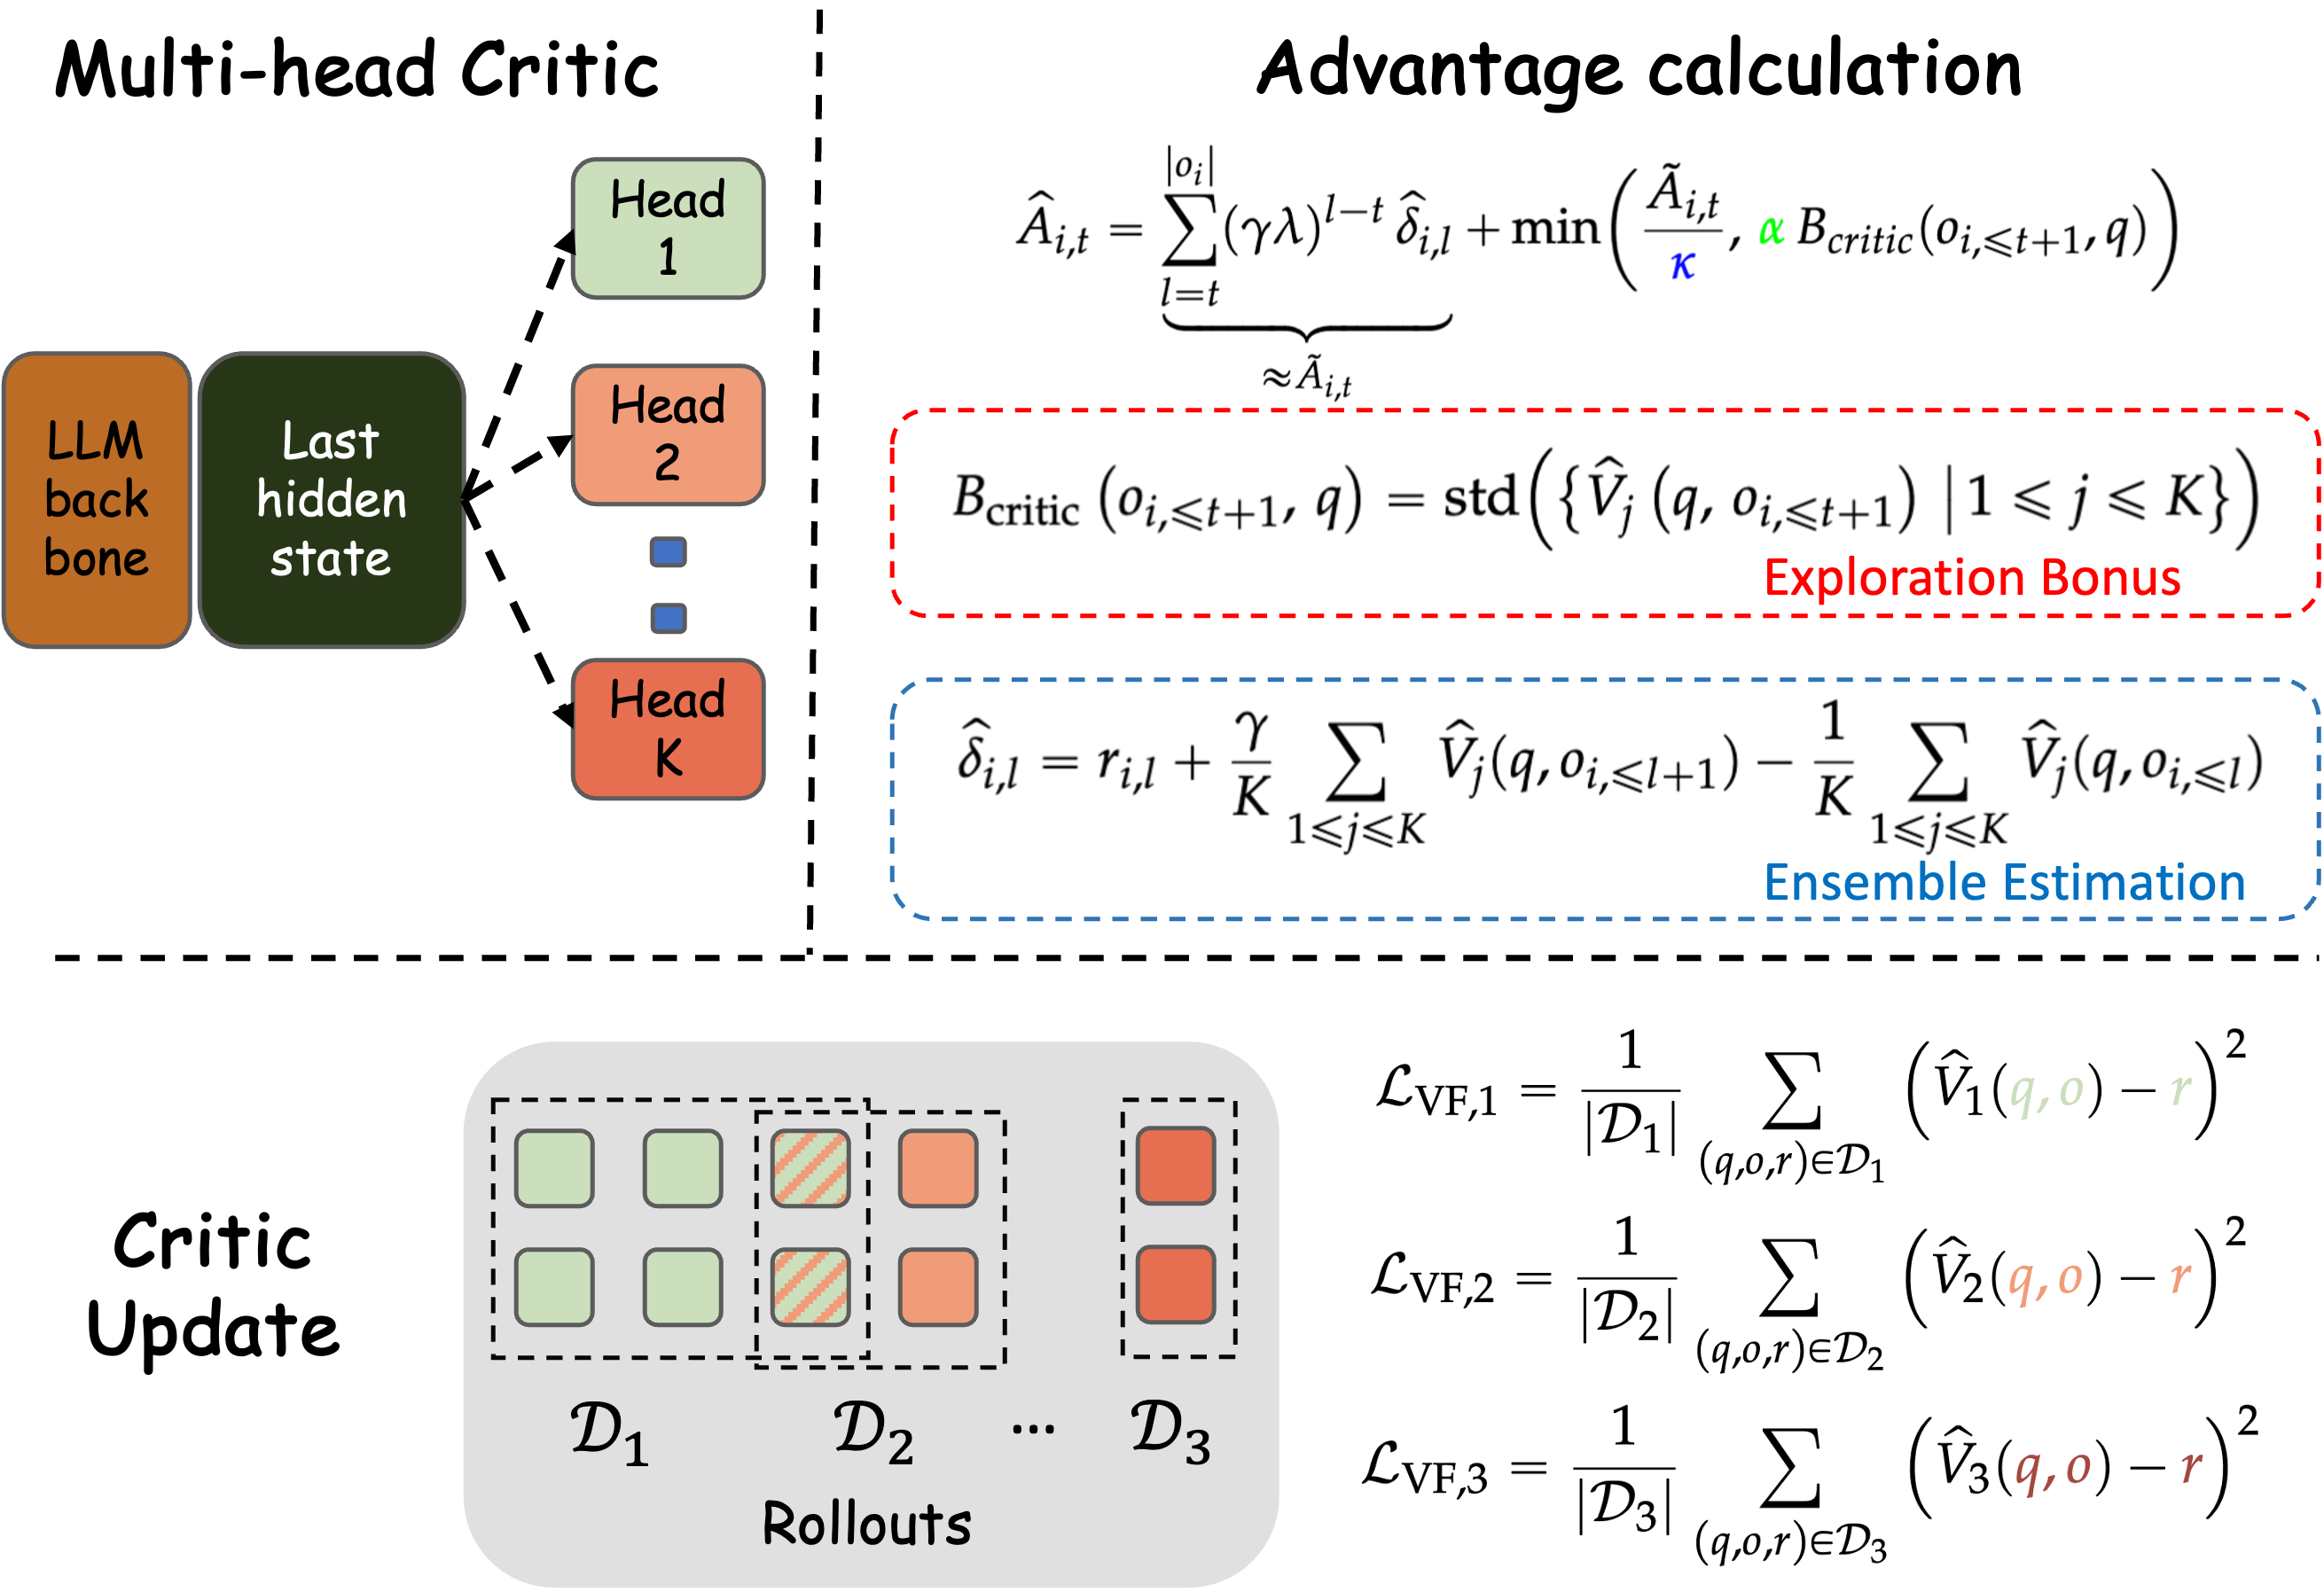 Multi-head Critic
Head
1
Head
2
Head
K
LLM
back
bone
Last
hidden
state
Advantage calculation
$\hat{A}_{i,t} = \underbrace{\sum_{l=t}^{|o_i|} (\gamma\lambda)^{l-t} \hat{\delta}_{i,l}}_{\approx \tilde{A}_{i,t}} + \min\left(\frac{\tilde{A}_{i,t}}{\kappa}, \alpha B_{critic}(o_{i,\leqslant t+1}, q)\right)$
$B_{\text{critic}}(o_{i,\leqslant t+1}, q) = \text{std}\left(\{\hat{V}_j(q, o_{i,\leqslant t+1}) \mid 1 \leqslant j \leqslant K\}\right)$
Exploration Bonus
$\hat{\delta}_{i,l} = r_{i,l} + \frac{\gamma}{K} \sum_{1 \leqslant j \leqslant K} \hat{V}_j(q, o_{i,\leqslant l+1}) - \frac{1}{K} \sum_{1 \leqslant j \leqslant K} \hat{V}_j(q, o_{i,\leqslant l})$
Ensemble Estimation
Critic
Update
$\mathcal{D}_1$ $\mathcal{D}_2$ ... $\mathcal{D}_3$
Rollouts
$\mathcal{L}_{\text{VF},1} = \frac{1}{|\mathcal{D}_1|} \sum_{(q,o,r) \in \mathcal{D}_1} \left(\hat{V}_1(q, o) - r\right)^2$
$\mathcal{L}_{\text{VF},2} = \frac{1}{|\mathcal{D}_2|} \sum_{(q,o,r) \in \mathcal{D}_2} \left(\hat{V}_2(q, o) - r\right)^2$
$\mathcal{L}_{\text{VF},3} = \frac{1}{|\mathcal{D}_3|} \sum_{(q,o,r) \in \mathcal{D}_3} \left(\hat{V}_3(q, o) - r\right)^2$